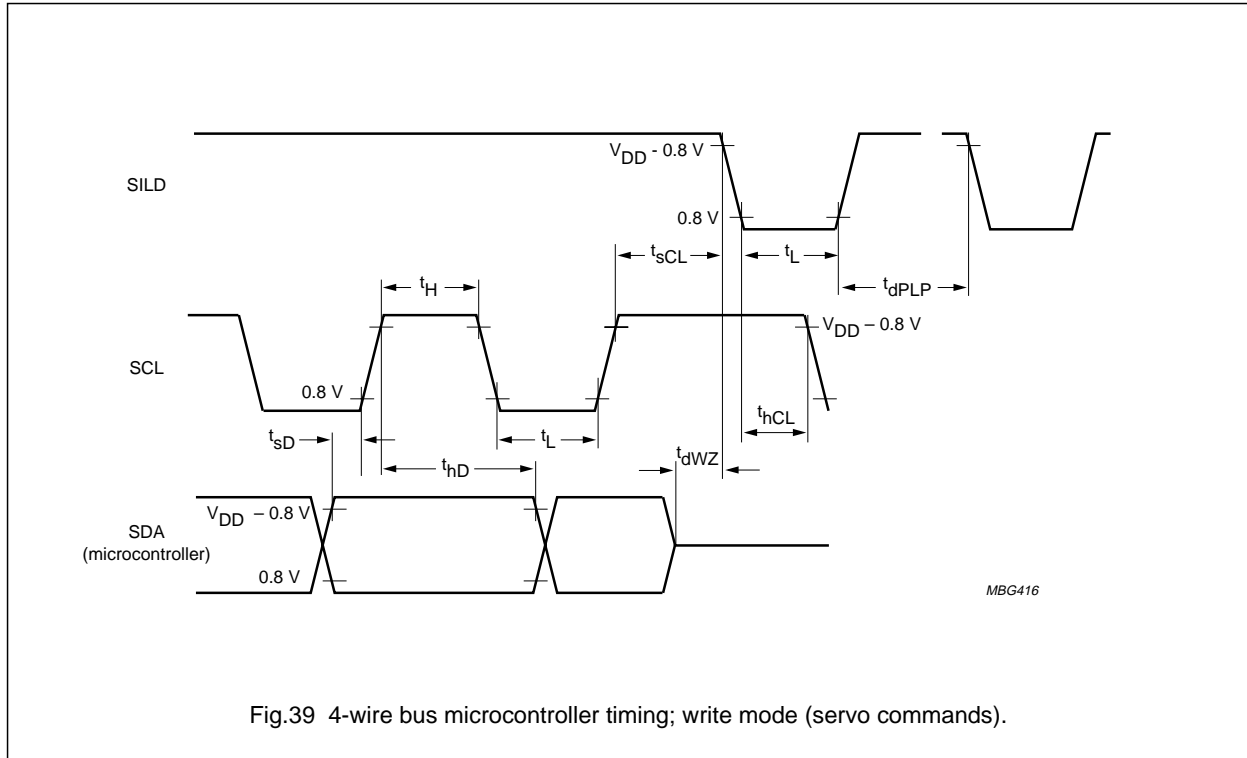 V_DD - 0.8 V
SILD
0.8 V
t_sCL
t_L
t_dPLP
t_H
V_DD – 0.8 V
SCL
0.8 V
t_hCL
t_sD
t_L
t_hD
t_dWZ
V_DD – 0.8 V
SDA
(microcontroller)
0.8 V
MBG416
Fig.39 4-wire bus microcontroller timing; write mode (servo commands).